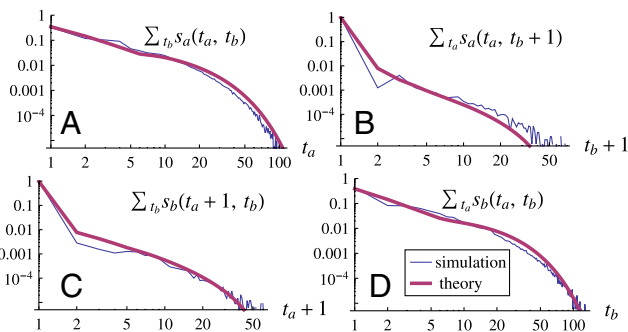 1
0.1
0.01
0.001
10⁻⁴
∑ t_b s_a(t_a, t_b)
A
1 2 5 10 20 50 100 t_a
1
0.1
0.01
0.001
10⁻⁴
∑ t_a s_a(t_a, t_b + 1)
B
1 5 10 50 t_b + 1
1
0.1
0.01
0.001
10⁻⁴
∑ t_b s_b(t_a + 1, t_b)
C
1 2 5 10 20 50 t_a + 1
1
0.1
0.01
0.001
10⁻⁴
∑ t_a s_b(t_a, t_b)
simulation
theory
D
1 2 5 10 20 50 100 t_b